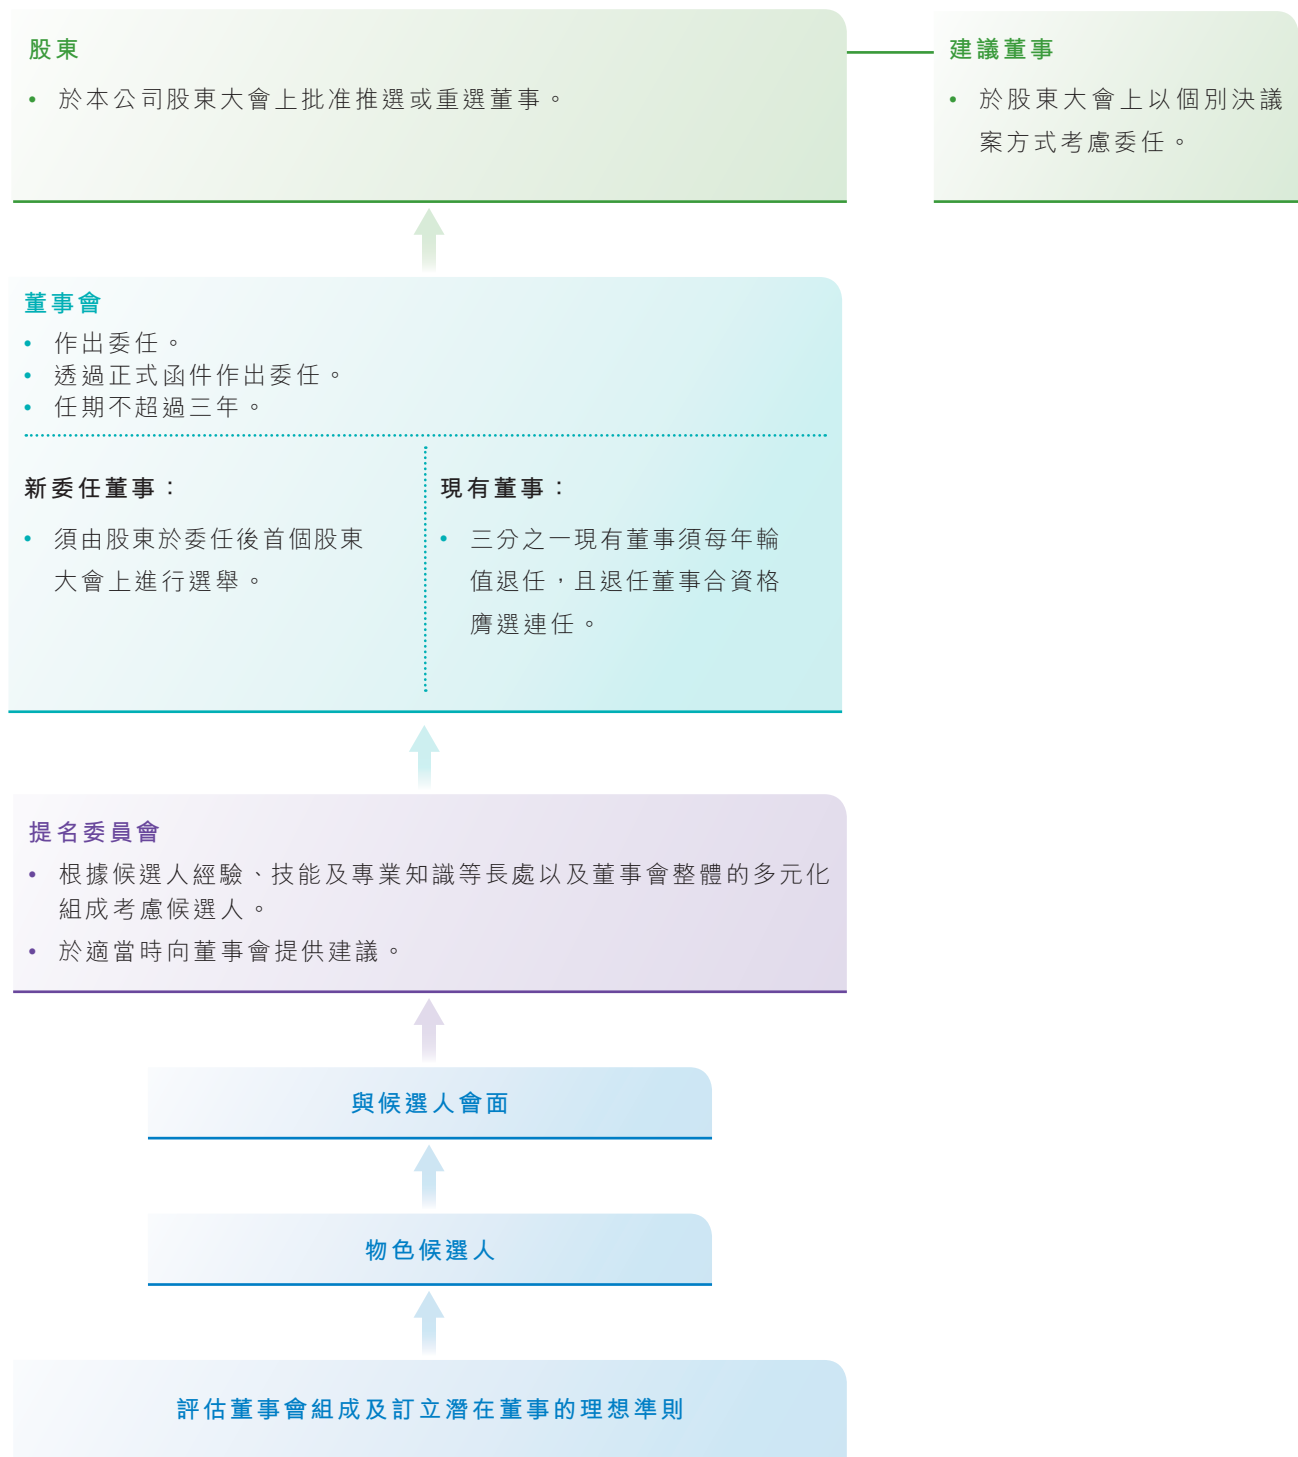 股東
• 於本公司股東大會上批准推選或重選董事。
建議董事
• 於股東大會上以個別決議
案方式考慮委任。
董事會
• 作出委任。
• 透過正式函件作出委任。
• 任期不超過三年。
新委任董事：
• 須由股東於委任後首個股東
大會上進行選舉。
現有董事：
• 三分之一現有董事須每年輪
值退任，且退任董事合資格
膺選連任。
提名委員會
• 根據候選人經驗、技能及專業知識等長處以及董事會整體的多元化
組成考慮候選人。
• 於適當時向董事會提供建議。
與候選人會面
物色候選人
評估董事會組成及訂立潛在董事的理想準則